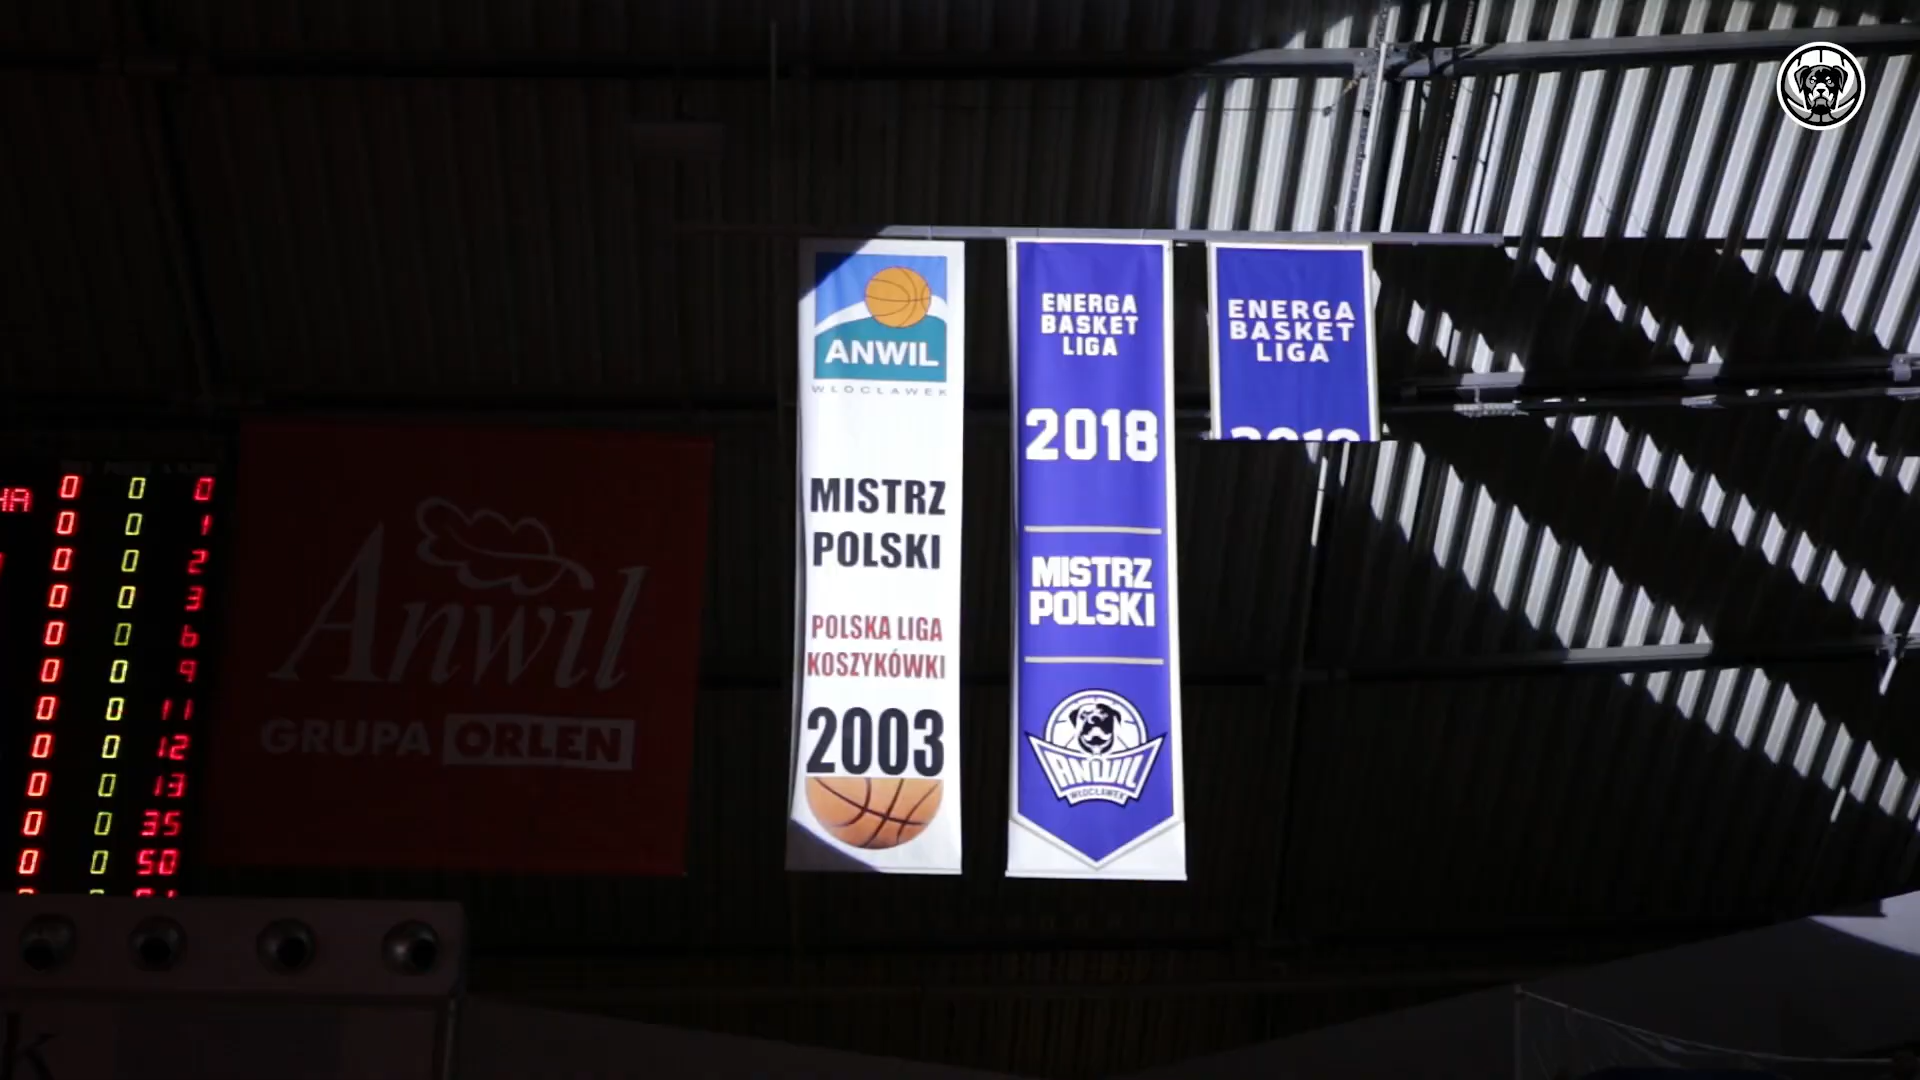 HA
0 0 0
0 0 1
0 0 2
0 0 3
0 0 6
0 0 9
0 0 11
0 0 12
0 0 13
0 0 35
0 0 50
Anwil
GRUPA ORLEN
ANWIL
WŁOCŁAWEK
MISTRZ
POLSKI
POLSKA LIGA
KOSZYKÓWKI
2003
ENERGA
BASKET
LIGA
2018
MISTRZ
POLSKI
ANWIL
WŁOCŁAWEK
ENERGA
BASKET
LIGA
k